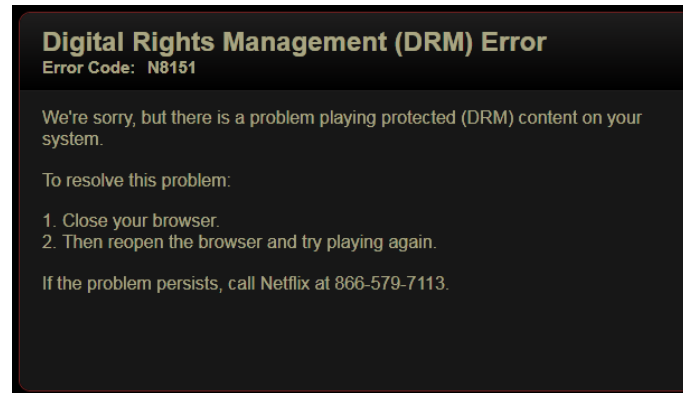 Digital Rights Management (DRM) Error
Error Code: N8151
We're sorry, but there is a problem playing protected (DRM) content on your
system.
To resolve this problem:
1. Close your browser.
2. Then reopen the browser and try playing again.
If the problem persists, call Netflix at 866-579-7113.